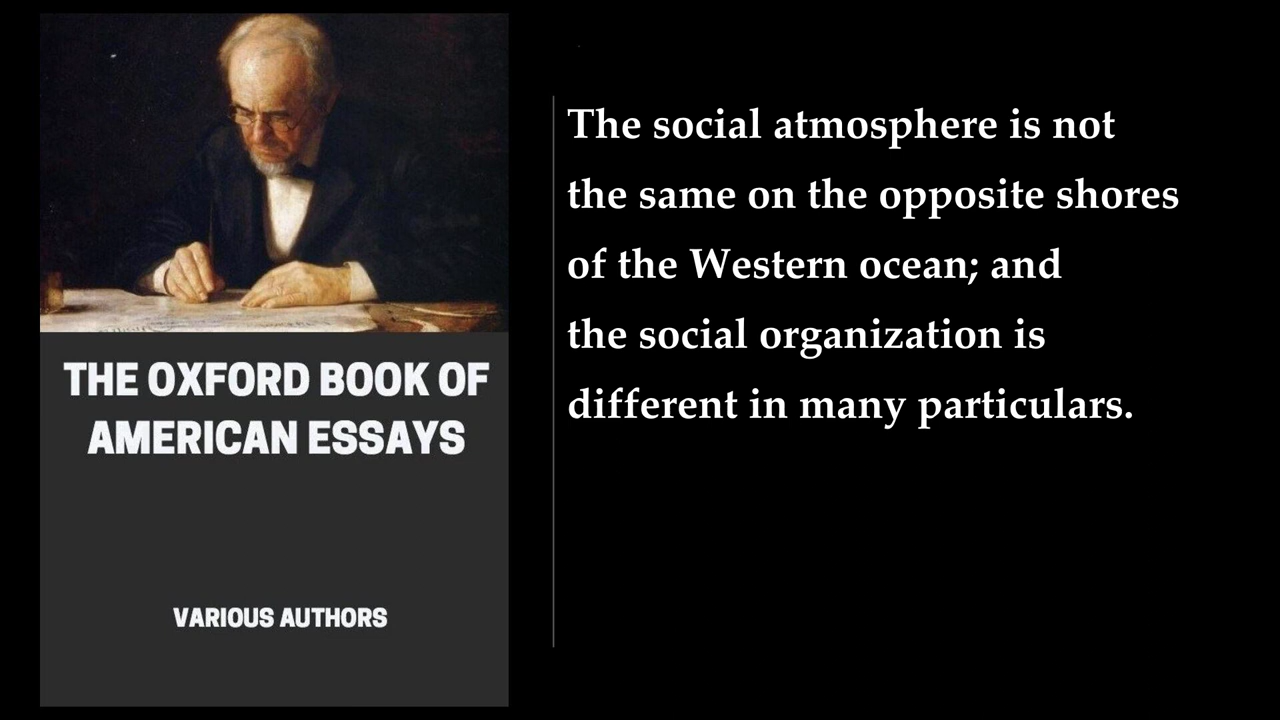 THE OXFORD BOOK OF
AMERICAN ESSAYS
VARIOUS AUTHORS
The social atmosphere is not
the same on the opposite shores
of the Western ocean; and
the social organization is
different in many particulars.